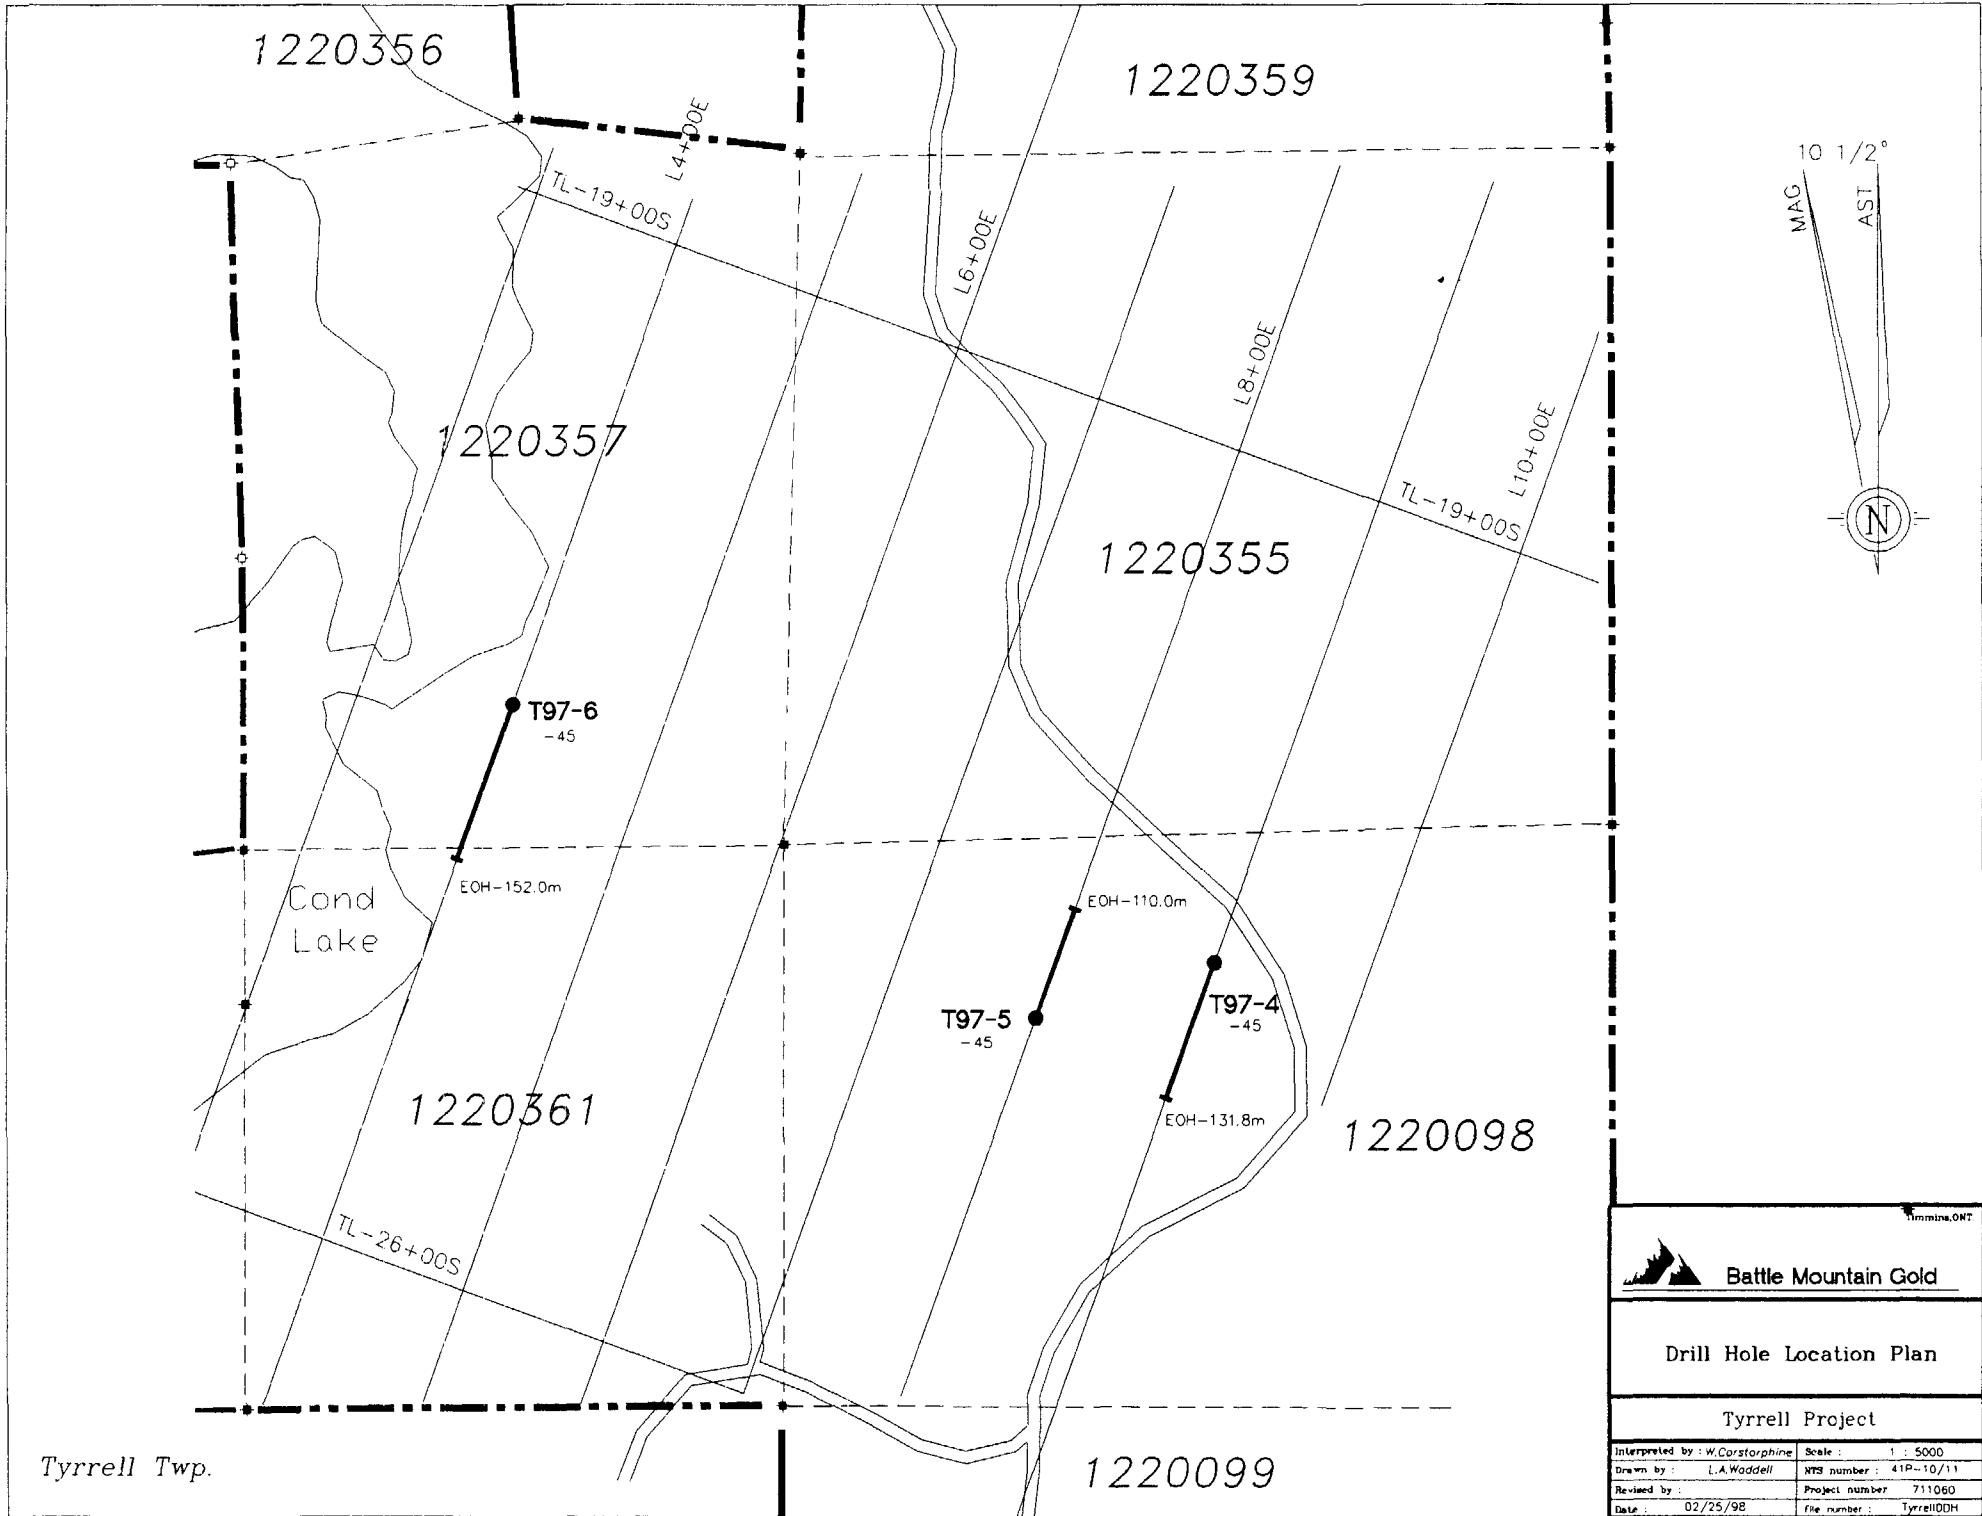 1220356
1220359
10 1/2°
MAG
AST
L4+00E
TL-19+00S
L6+00E
L8+00E
L10+00E
1220357
TL-19+00S
N
1220355
T97-6
-45
EOH-152.0m
Cond
Lake
EOH-110.0m
T97-5
-45
T97-4
-45
1220361
EOH-131.8m
1220098
TL-26+00S
Timmins,ONT.
Battle Mountain Gold
Drill Hole Location Plan
Tyrrell Project
Interpreted by : W.Corstorphine
Scale : 1 : 5000
Drawn by : L.A.Waddell
NTS number : 41P-10/11
Revised by :
Project number 711060
Date : 02/25/98
File number : TyrrellDDH
Tyrrell Twp.
1220099